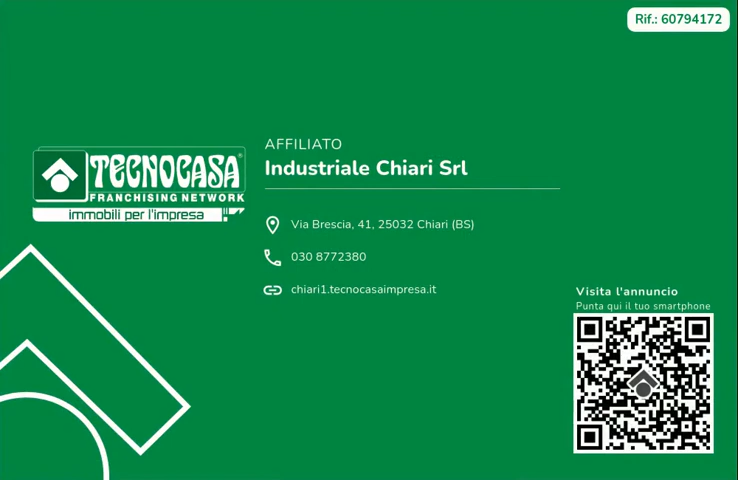 Rif.: 60794172
TECNOCASA®
FRANCHISING NETWORK
immobili per l'impresa
AFFILIATO
Industriale Chiari Srl
Via Brescia, 41, 25032 Chiari (BS)
030 8772380
chiari1.tecnocasaimpresa.it
Visita l'annuncio
Punta qui il tuo smartphone